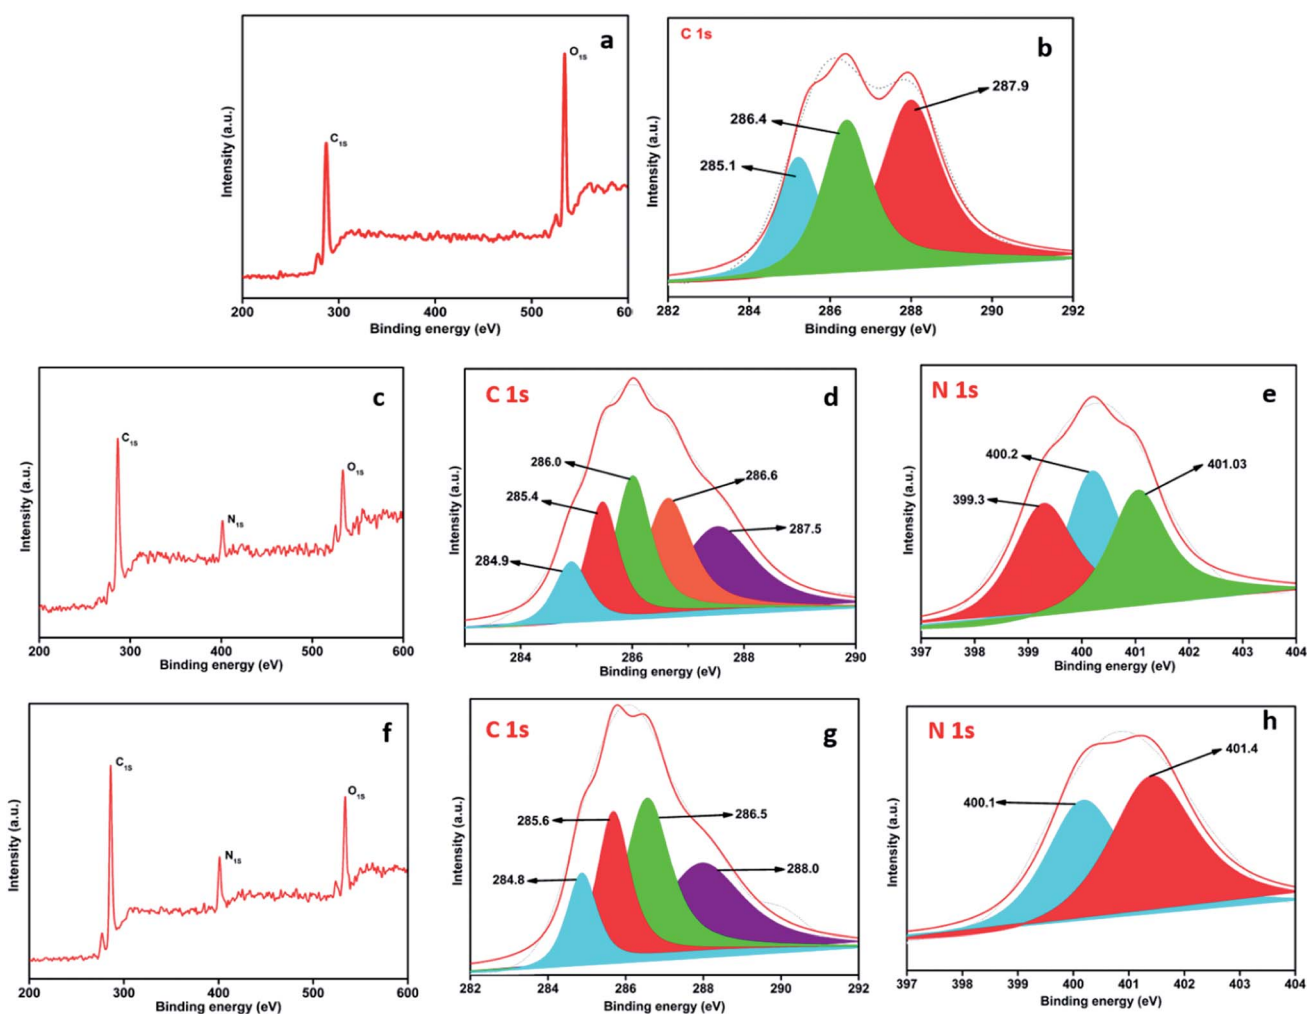 a
O1S
C1S
Intensity (a.u.)
200 300 400 500 60
Binding energy (eV)
C 1s
b
287.9
286.4
285.1
Intensity (a.u.)
282 284 286 288 290 292
Binding energy (eV)
c
C1S
O1S
N1S
Intensity (a.u.)
200 300 400 500 600
Binding energy (eV)
C 1s
d
286.0
286.6
285.4
287.5
284.9
Intensity (a.u.)
284 286 288 290
Binding energy (eV)
N 1s
e
400.2
401.03
399.3
Intensity (a.u.)
397 398 399 400 401 402 403 404
Binding energy (eV)
f
C1S
O1S
N1S
Intensity (a.u.)
200 300 400 500 600
Binding energy (eV)
C 1s
g
285.6
286.5
288.0
284.8
Intensity (a.u.)
282 284 286 288 290 292
Binding energy (eV)
N 1s
h
401.4
400.1
Intensity (a.u.)
397 398 399 400 401 402 403 404
Binding energy (eV)